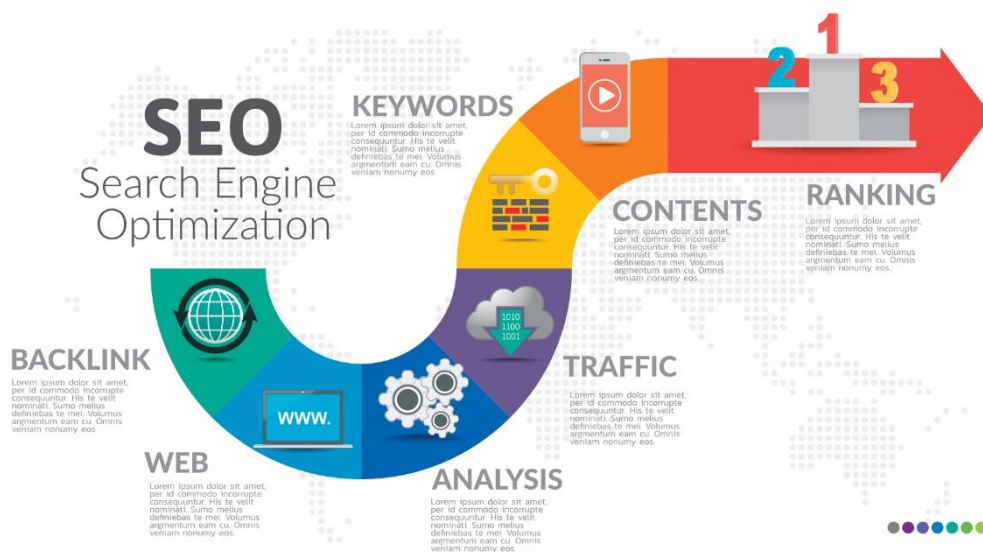 SEO
Search Engine
Optimization
KEYWORDS
Lorem ipsum dolor sit amet,
per id commodo incorrupte
consequuntur. His te velit
nominati. Sumo melius
definiebas te mei. Volumus
argmentum eam cu. Omnis
veniam nonumy eos.
2
1
3
RANKING
Lorem ipsum dolor sit amet,
per id commodo incorrupte
consequuntur. His te velit
nominati. Sumo melius
definiebas te mei. Volumus
argmentum eam cu. Omnis
veniam nonumy eos.
CONTENTS
Lorem ipsum dolor sit amet,
per id commodo incorrupte
consequuntur. His te velit
nominati. Sumo melius
definiebas te mei. Volumus
argmentum eam cu. Omnis
veniam nonumy eos.
1010
1100
1001
TRAFFIC
Lorem ipsum dolor sit amet,
per id commodo incorrupte
consequuntur. His te velit
nominati. Sumo melius
definiebas te mei. Volumus
argmentum eam cu. Omnis
veniam nonumy eos.
BACKLINK
Lorem ipsum dolor sit amet,
per id commodo incorrupte
consequuntur. His te velit
nominati. Sumo melius
definiebas te mei. Volumus
argmentum eam cu. Omnis
veniam nonumy eos.
www.
WEB
Lorem ipsum dolor sit amet,
per id commodo incorrupte
consequuntur. His te velit
nominati. Sumo melius
definiebas te mei. Volumus
argmentum eam cu. Omnis
veniam nonumy eos.
ANALYSIS
Lorem ipsum dolor sit amet,
per id commodo incorrupte
consequuntur. His te velit
nominati. Sumo melius
definiebas te mei. Volumus
argmentum eam cu. Omnis
veniam nonumy eos.